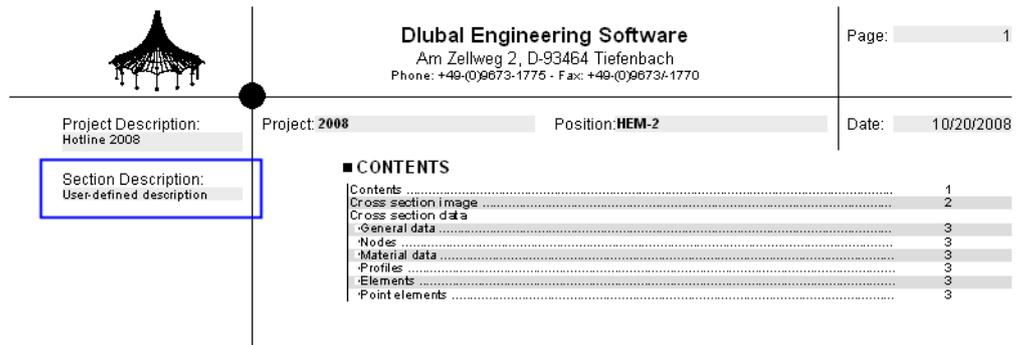 Dlubal Engineering Software
Am Zellweg 2, D-93464 Tiefenbach
Phone: +49-(0)9673-1775 - Fax: +49-(0)9673/-1770
Page: 1
Project Description:
Hotline 2008
Project: 2008 Position:HEM-2 Date: 10/20/2008
Section Description:
User-defined description
■ CONTENTS
Contents 1
Cross section image 2
Cross section data
General data 3
Nodes 3
Material data 3
Profiles 3
Elements 3
Point elements 3